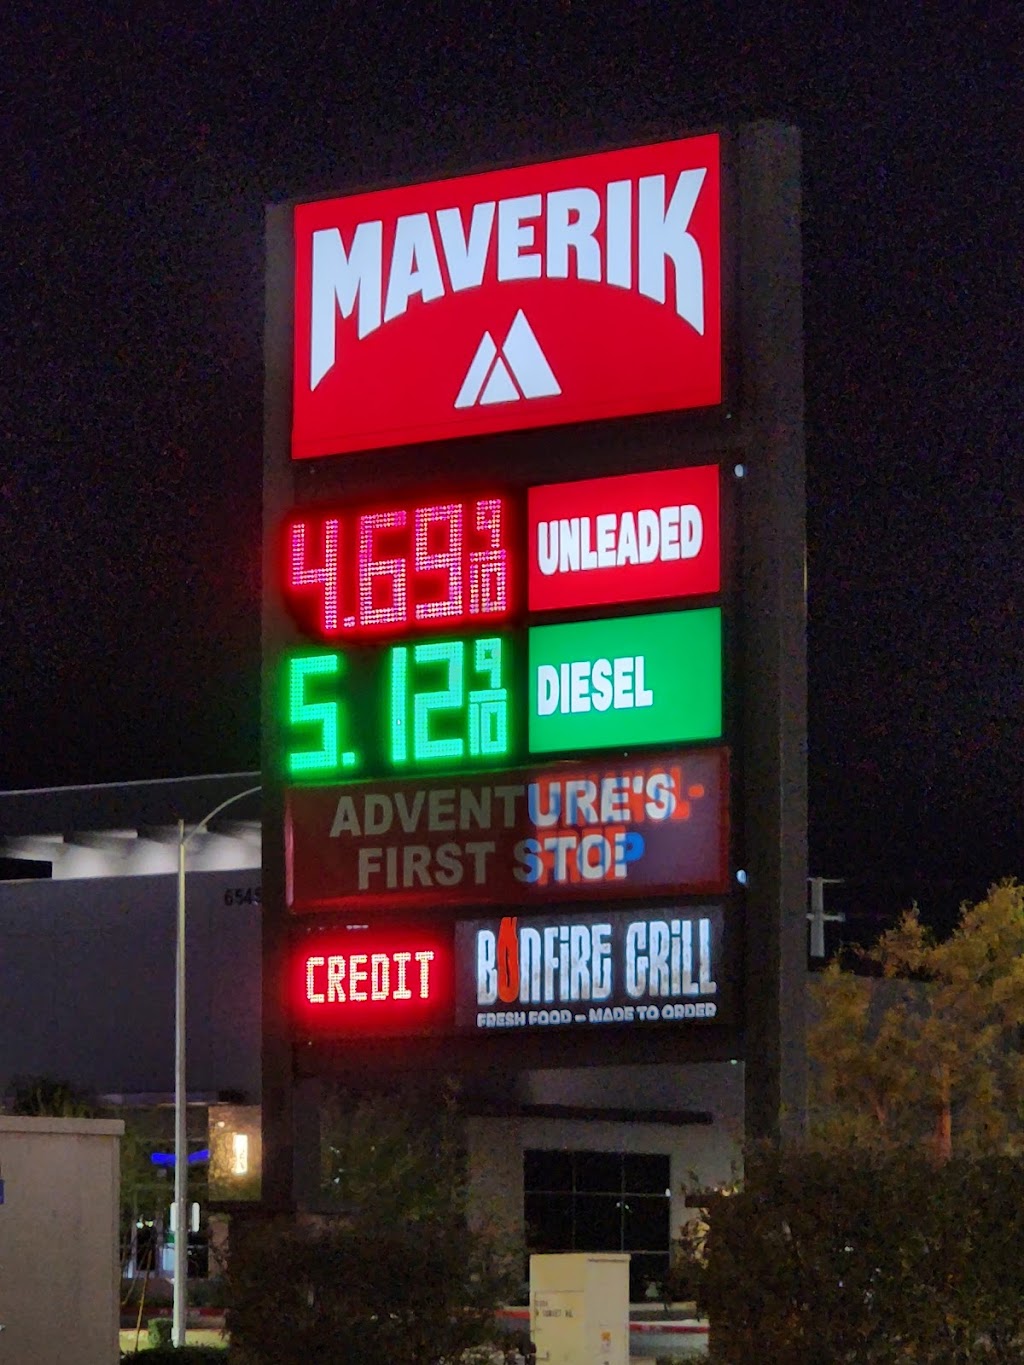 MAVERIK
4.69 9/10 UNLEADED
5.12 9/10 DIESEL
ADVENTURE'S
FIRST STOP
CREDIT
BONFIRE GRILL
FRESH FOOD – MADE TO ORDER
6545